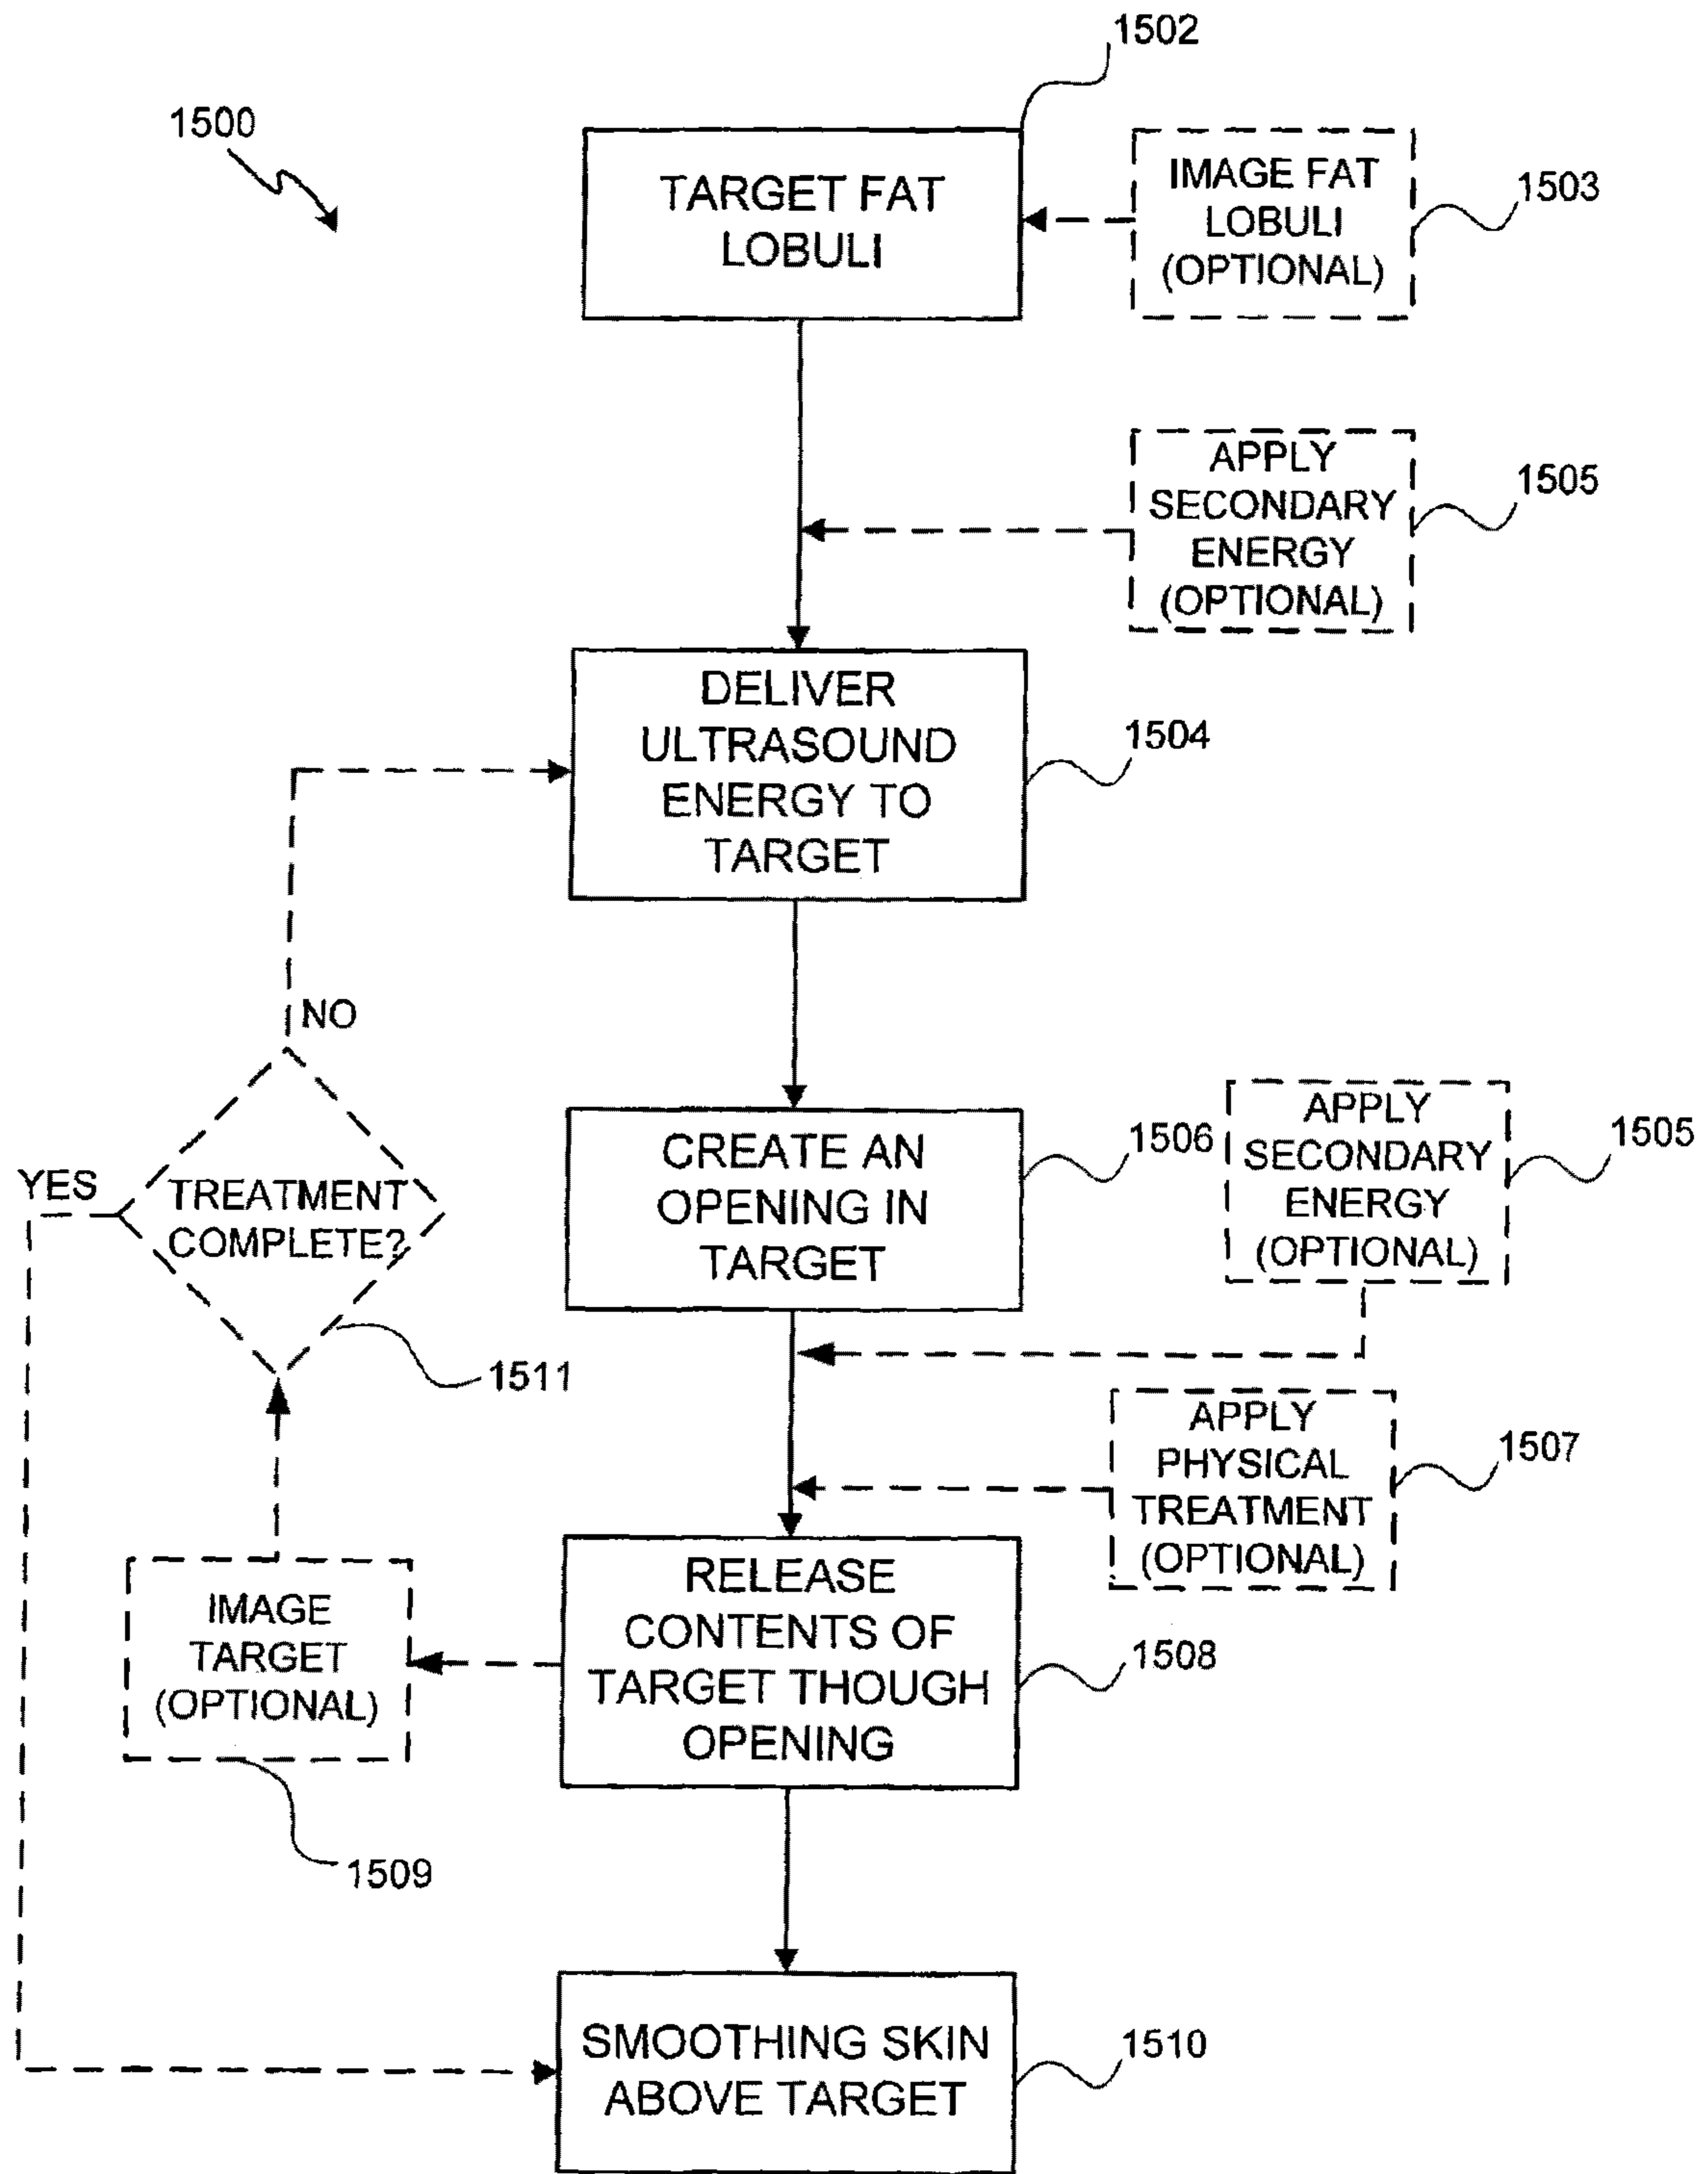 1502
1500
TARGET FAT
LOBULI
IMAGE FAT
LOBULI
(OPTIONAL)
1503
APPLY
SECONDARY
ENERGY
(OPTIONAL)
1505
DELIVER
ULTRASOUND
ENERGY TO
TARGET
1504
NO
YES
TREATMENT
COMPLETE?
1511
CREATE AN
OPENING IN
TARGET
1506
APPLY
SECONDARY
ENERGY
(OPTIONAL)
1505
APPLY
PHYSICAL
TREATMENT
(OPTIONAL)
1507
RELEASE
CONTENTS OF
TARGET THOUGH
OPENING
1508
IMAGE
TARGET
(OPTIONAL)
1509
SMOOTHING SKIN
ABOVE TARGET
1510